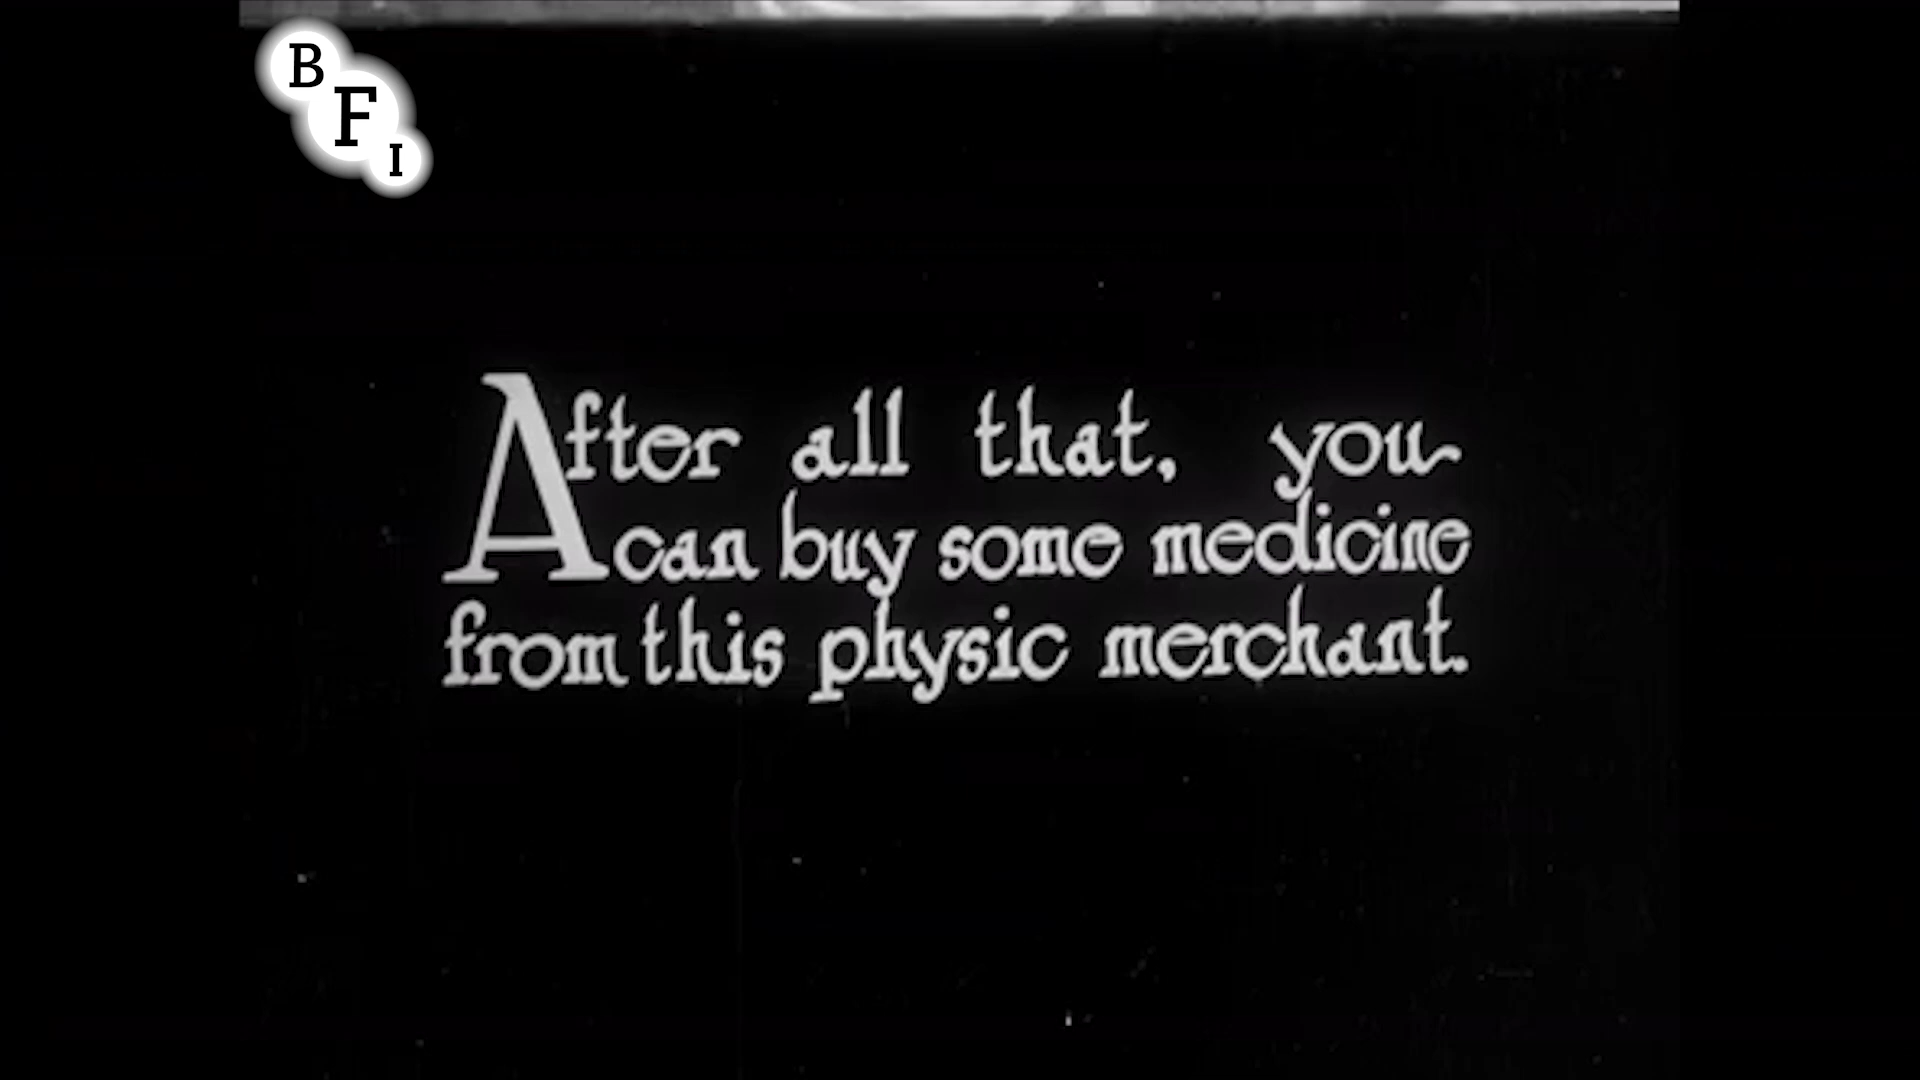 BFI
After all that, you
can buy some medicine
from this physic merchant.